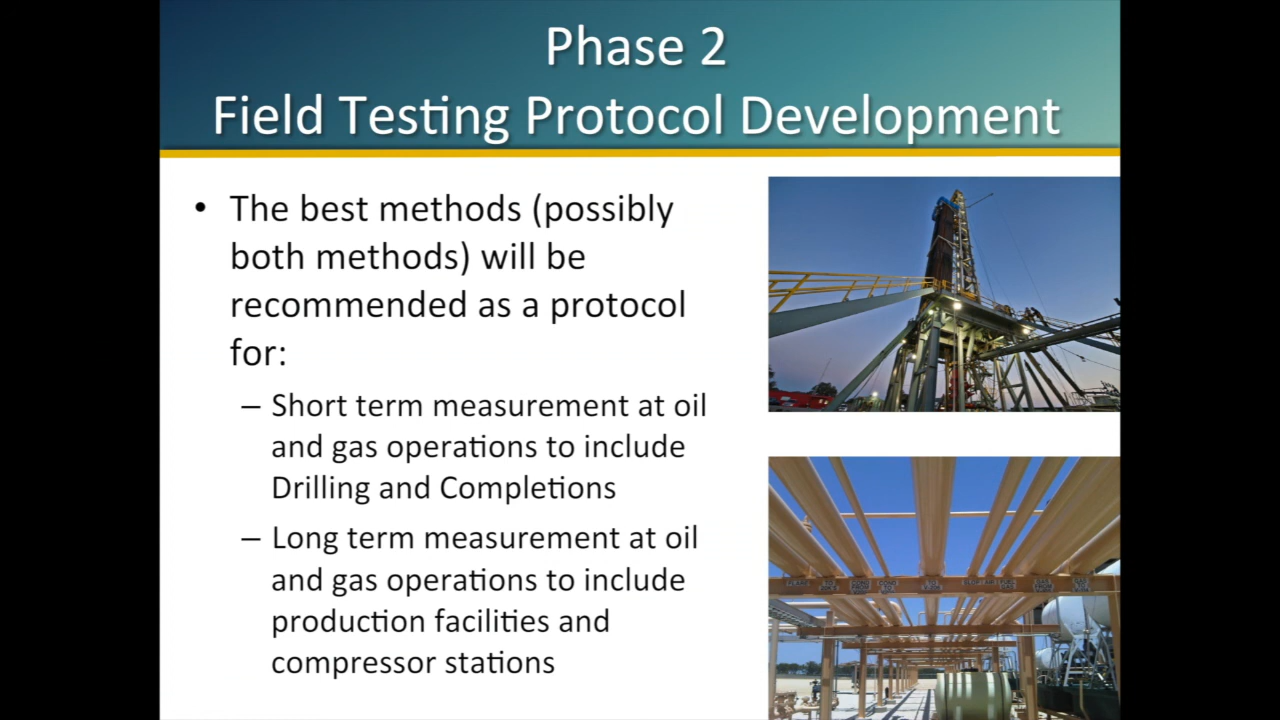 Phase 2
Field Testing Protocol Development
• The best methods (possibly
both methods) will be
recommended as a protocol
for:
– Short term measurement at oil
and gas operations to include
Drilling and Completions
– Long term measurement at oil
and gas operations to include
production facilities and
compressor stations